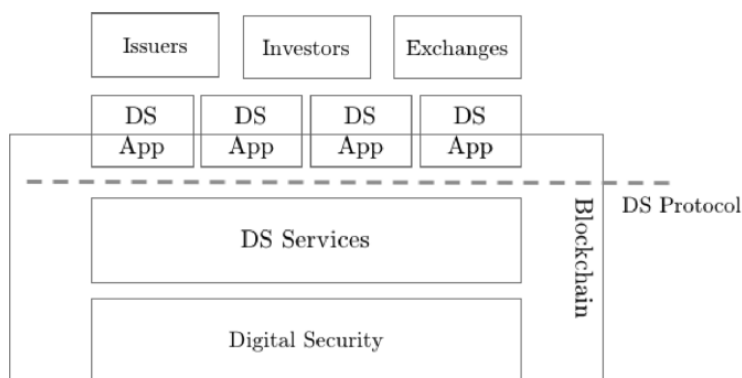 Issuers
Investors
Exchanges
DS
App
DS
App
DS
App
DS
App
DS Protocol
Blockchain
DS Services
Digital Security